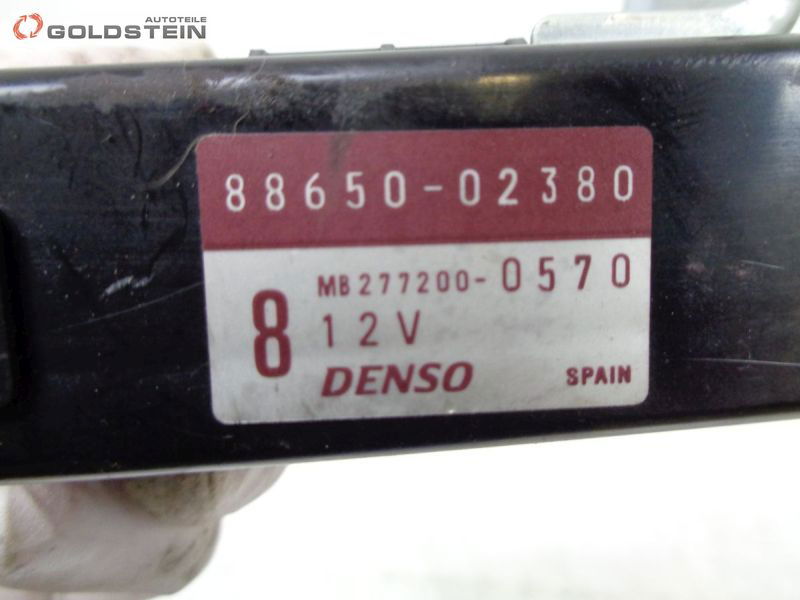 AUTOTEILE
GOLDSTEIN
88650-02380
MB277200-0570
8
12V
DENSO
SPAIN